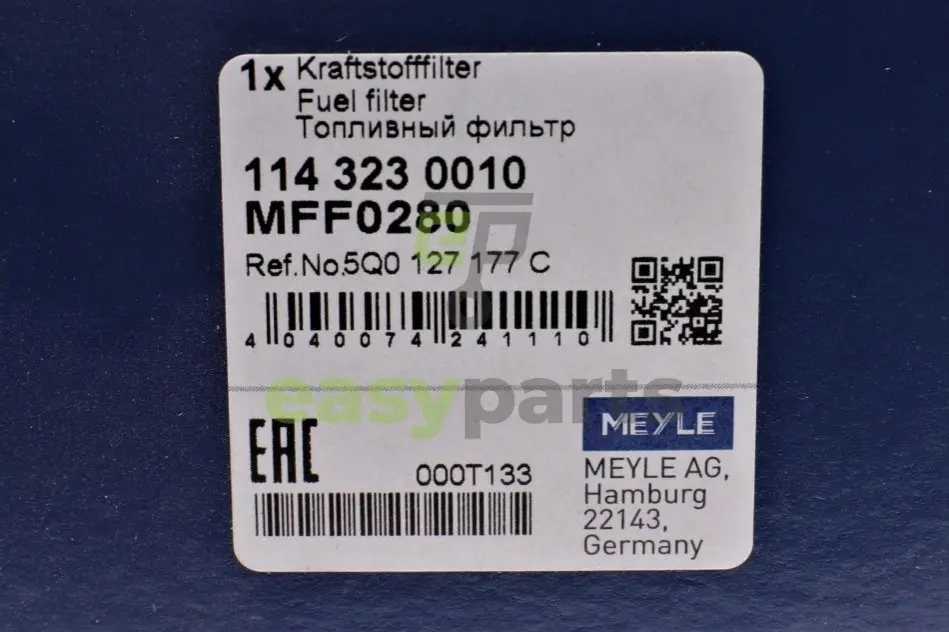 1x Kraftstofffilter
Fuel filter
Топливный фильтр
114 323 0010
MFF0280
Ref.No.5Q0 127 177 C
4 040074 241110
easyparts
EAC
000T133
MEYLE
MEYLE AG,
Hamburg
22143,
Germany